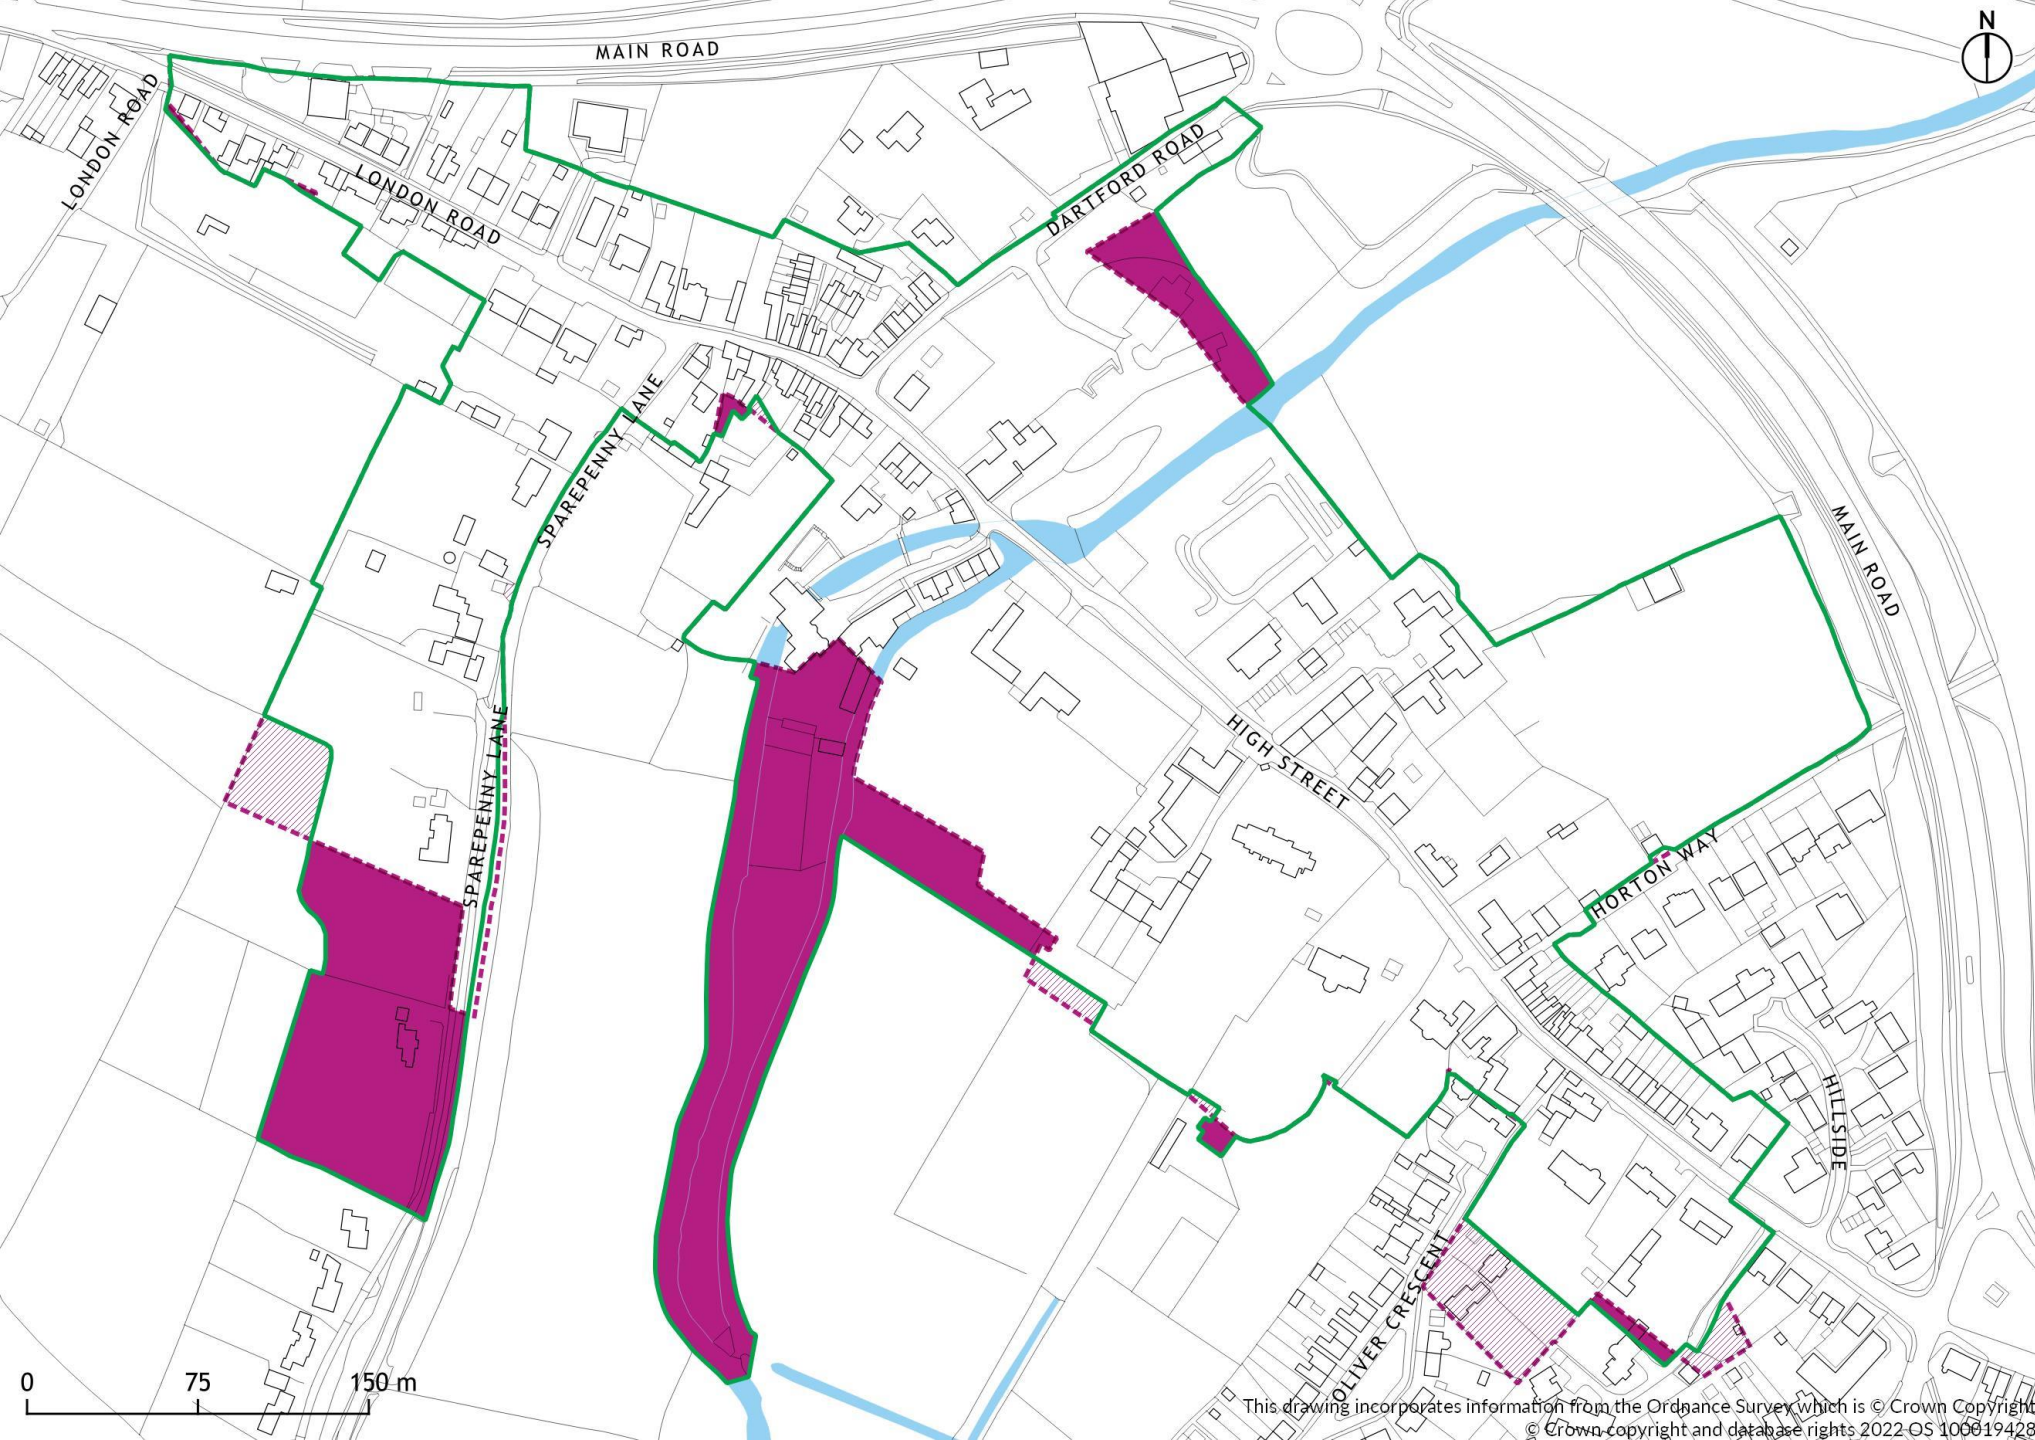 N
MAIN ROAD
LONDON ROAD
LONDON ROAD
DARTFORD ROAD
SPAREPENNY LANE
MAIN ROAD
SPAREPENNY LANE
HIGH STREET
HORTON WAY
HILLSIDE
OLIVER CRESCENT
0 75 150 m
This drawing incorporates information from the Ordnance Survey which is © Crown Copyright
© Crown copyright and database rights 2022 OS 100019428